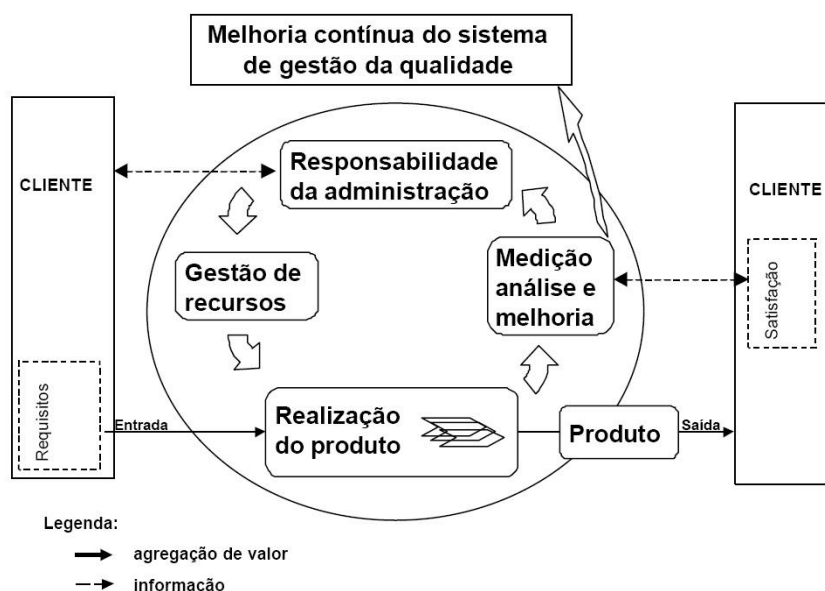 Melhoria contínua do sistema
de gestão da qualidade
CLIENTE
Responsabilidade
da administração
CLIENTE
Gestão de
recursos
Medição
análise e
melhoria
Satisfação
Requisitos
Entrada
Realização
do produto
Produto
Saída
Legenda:
agregação de valor
informação